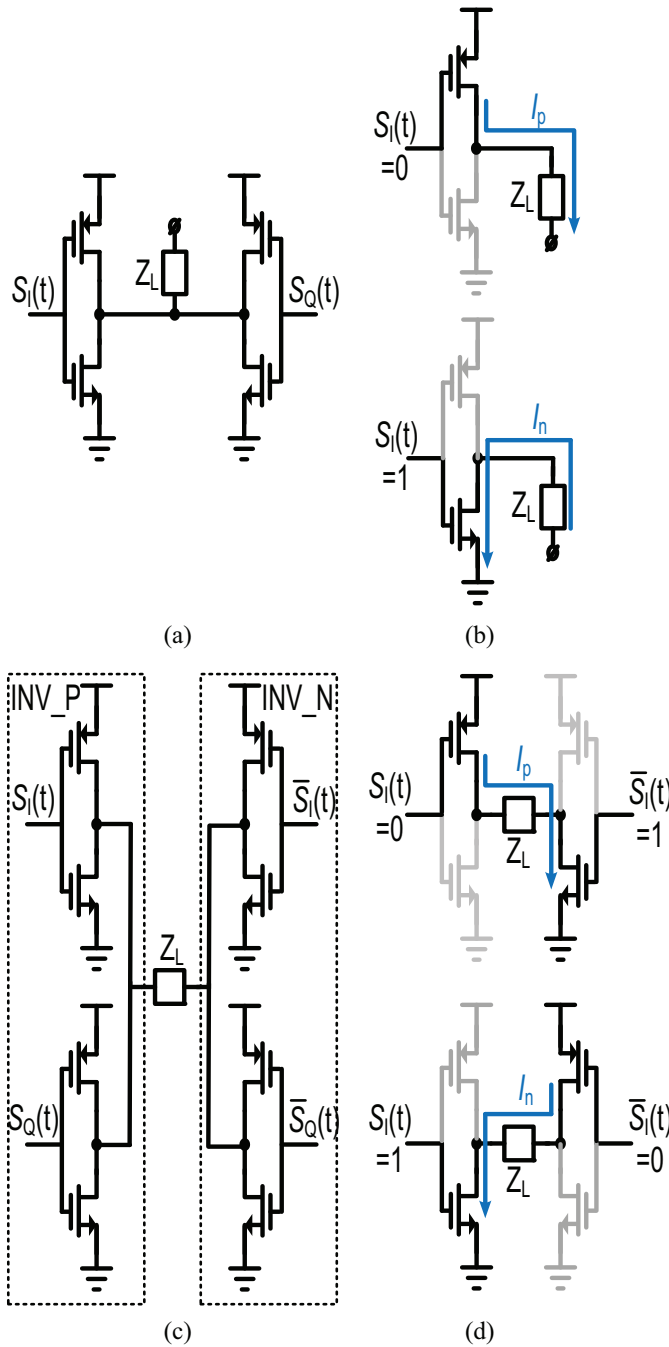 S_I(t)
Z_L
S_Q(t)
(a)
S_I(t)
=0
I_p
Z_L
S_I(t)
=1
I_n
Z_L
(b)
INV_P
INV_N
S_I(t)
S̅_I(t)
Z_L
S_Q(t)
S̅_Q(t)
(c)
S_I(t)
=0
I_p
Z_L
S̅_I(t)
=1
S_I(t)
=1
I_n
Z_L
S̅_I(t)
=0
(d)